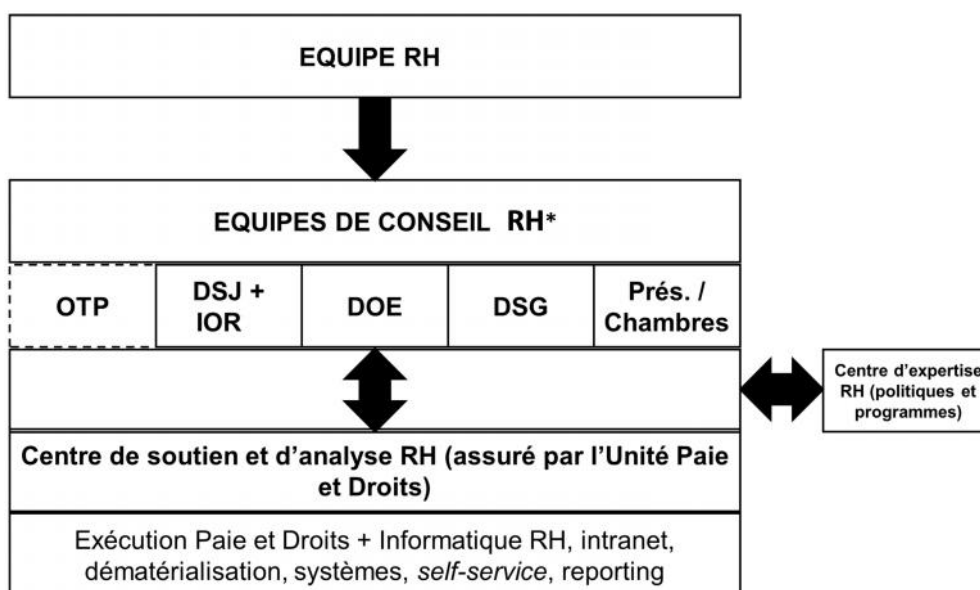 EQUIPE RH
EQUIPES DE CONSEIL RH*
OTP
DSJ +
IOR
DOE
DSG
Prés. /
Chambres
Centre d'expertise
RH (politiques et
programmes)
Centre de soutien et d'analyse RH (assuré par l'Unité Paie
et Droits)
Exécution Paie et Droits + Informatique RH, intranet,
dématérialisation, systèmes, self-service, reporting